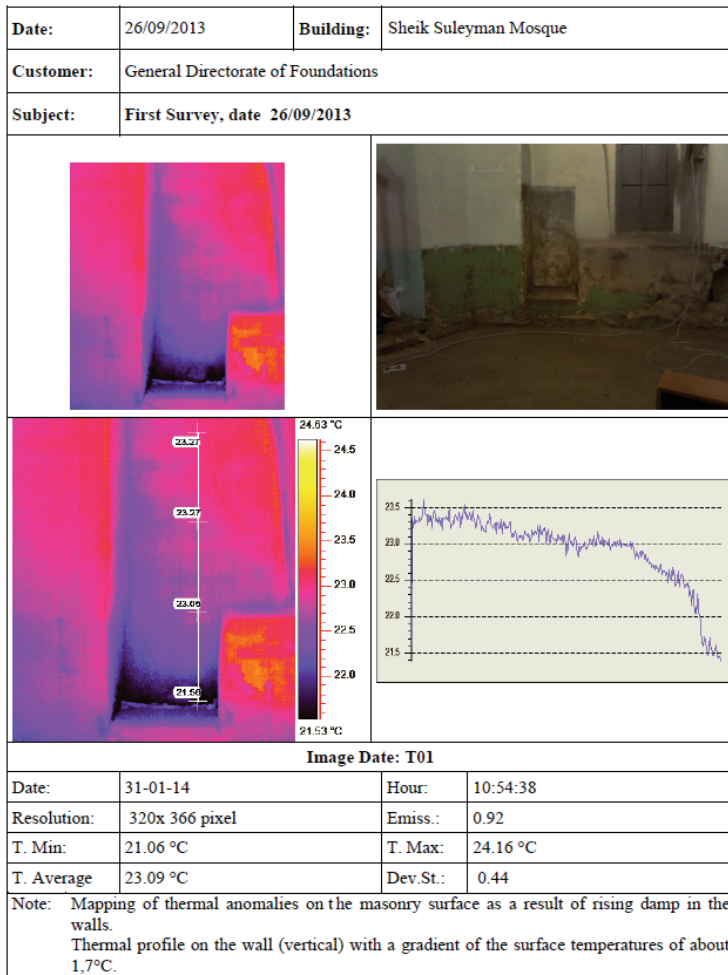 Date: 26/09/2013 Building: Sheik Suleyman Mosque
Customer: General Directorate of Foundations
Subject: First Survey, date 26/09/2013
24.63 °C
23.27
24.5
24.0
23.27
23.5
23.0
23.06
22.5
22.0
21.56
21.53 °C
23.5
23.0
22.5
22.0
21.5
Image Date: T01
Date: 31-01-14 Hour: 10:54:38
Resolution: 320x 366 pixel Emiss.: 0.92
T. Min: 21.06 °C T. Max: 24.16 °C
T. Average 23.09 °C Dev.St.: 0.44
Note: Mapping of thermal anomalies on the masonry surface as a result of rising damp in the
walls.
Thermal profile on the wall (vertical) with a gradient of the surface temperatures of about
1,7°C.